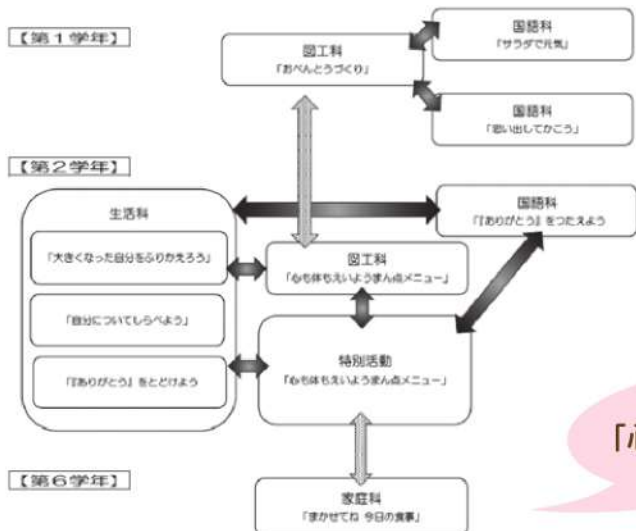 【第1学年】
図工科
「おべんとうづくり」
国語科
「サラダで元気」
国語科
「思い出してかこう」
【第2学年】
生活科
「大きくなった自分をふりかえろう」
「自分についてしらべよう」
「『ありがとう』をとどけよう
国語科
「『ありがとう』をつたえよう
図工科
「心も体もえいようまん点メニュー」
特別活動
「心も体もえいようまん点メニュー」
【第6学年】
家庭科
「まかせてね 今日の食事」